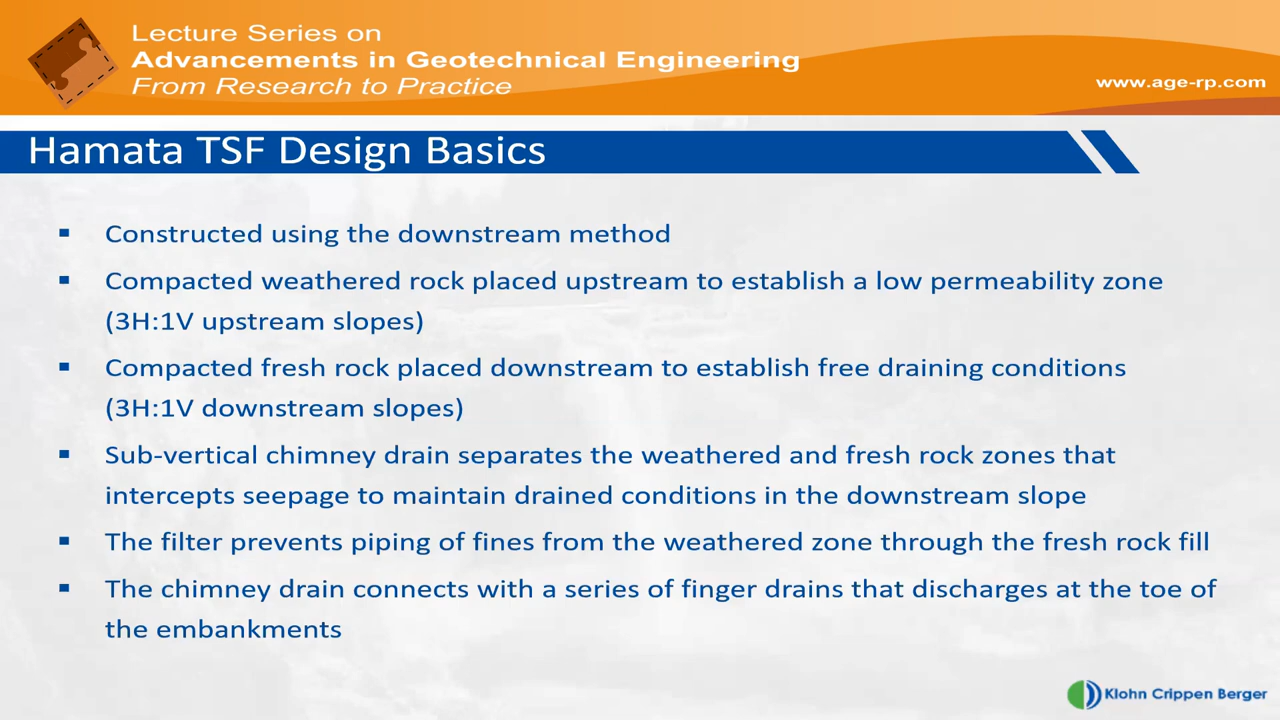 Lecture Series on
Advancements in Geotechnical Engineering
From Research to Practice
www.age-rp.com
Hamata TSF Design Basics
▪ Constructed using the downstream method
▪ Compacted weathered rock placed upstream to establish a low permeability zone
(3H:1V upstream slopes)
▪ Compacted fresh rock placed downstream to establish free draining conditions
(3H:1V downstream slopes)
▪ Sub-vertical chimney drain separates the weathered and fresh rock zones that
intercepts seepage to maintain drained conditions in the downstream slope
▪ The filter prevents piping of fines from the weathered zone through the fresh rock fill
▪ The chimney drain connects with a series of finger drains that discharges at the toe of
the embankments
Klohn Crippen Berger